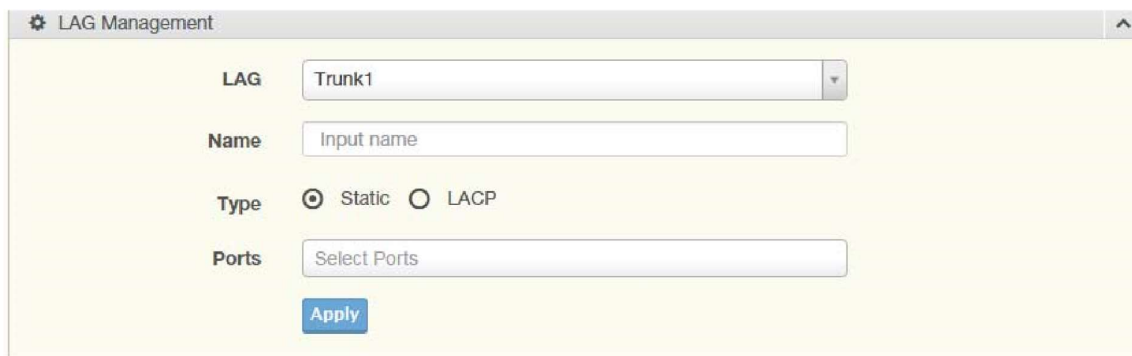 LAG Management
LAG Trunk1
Name Input name
Type Static LACP
Ports Select Ports
Apply